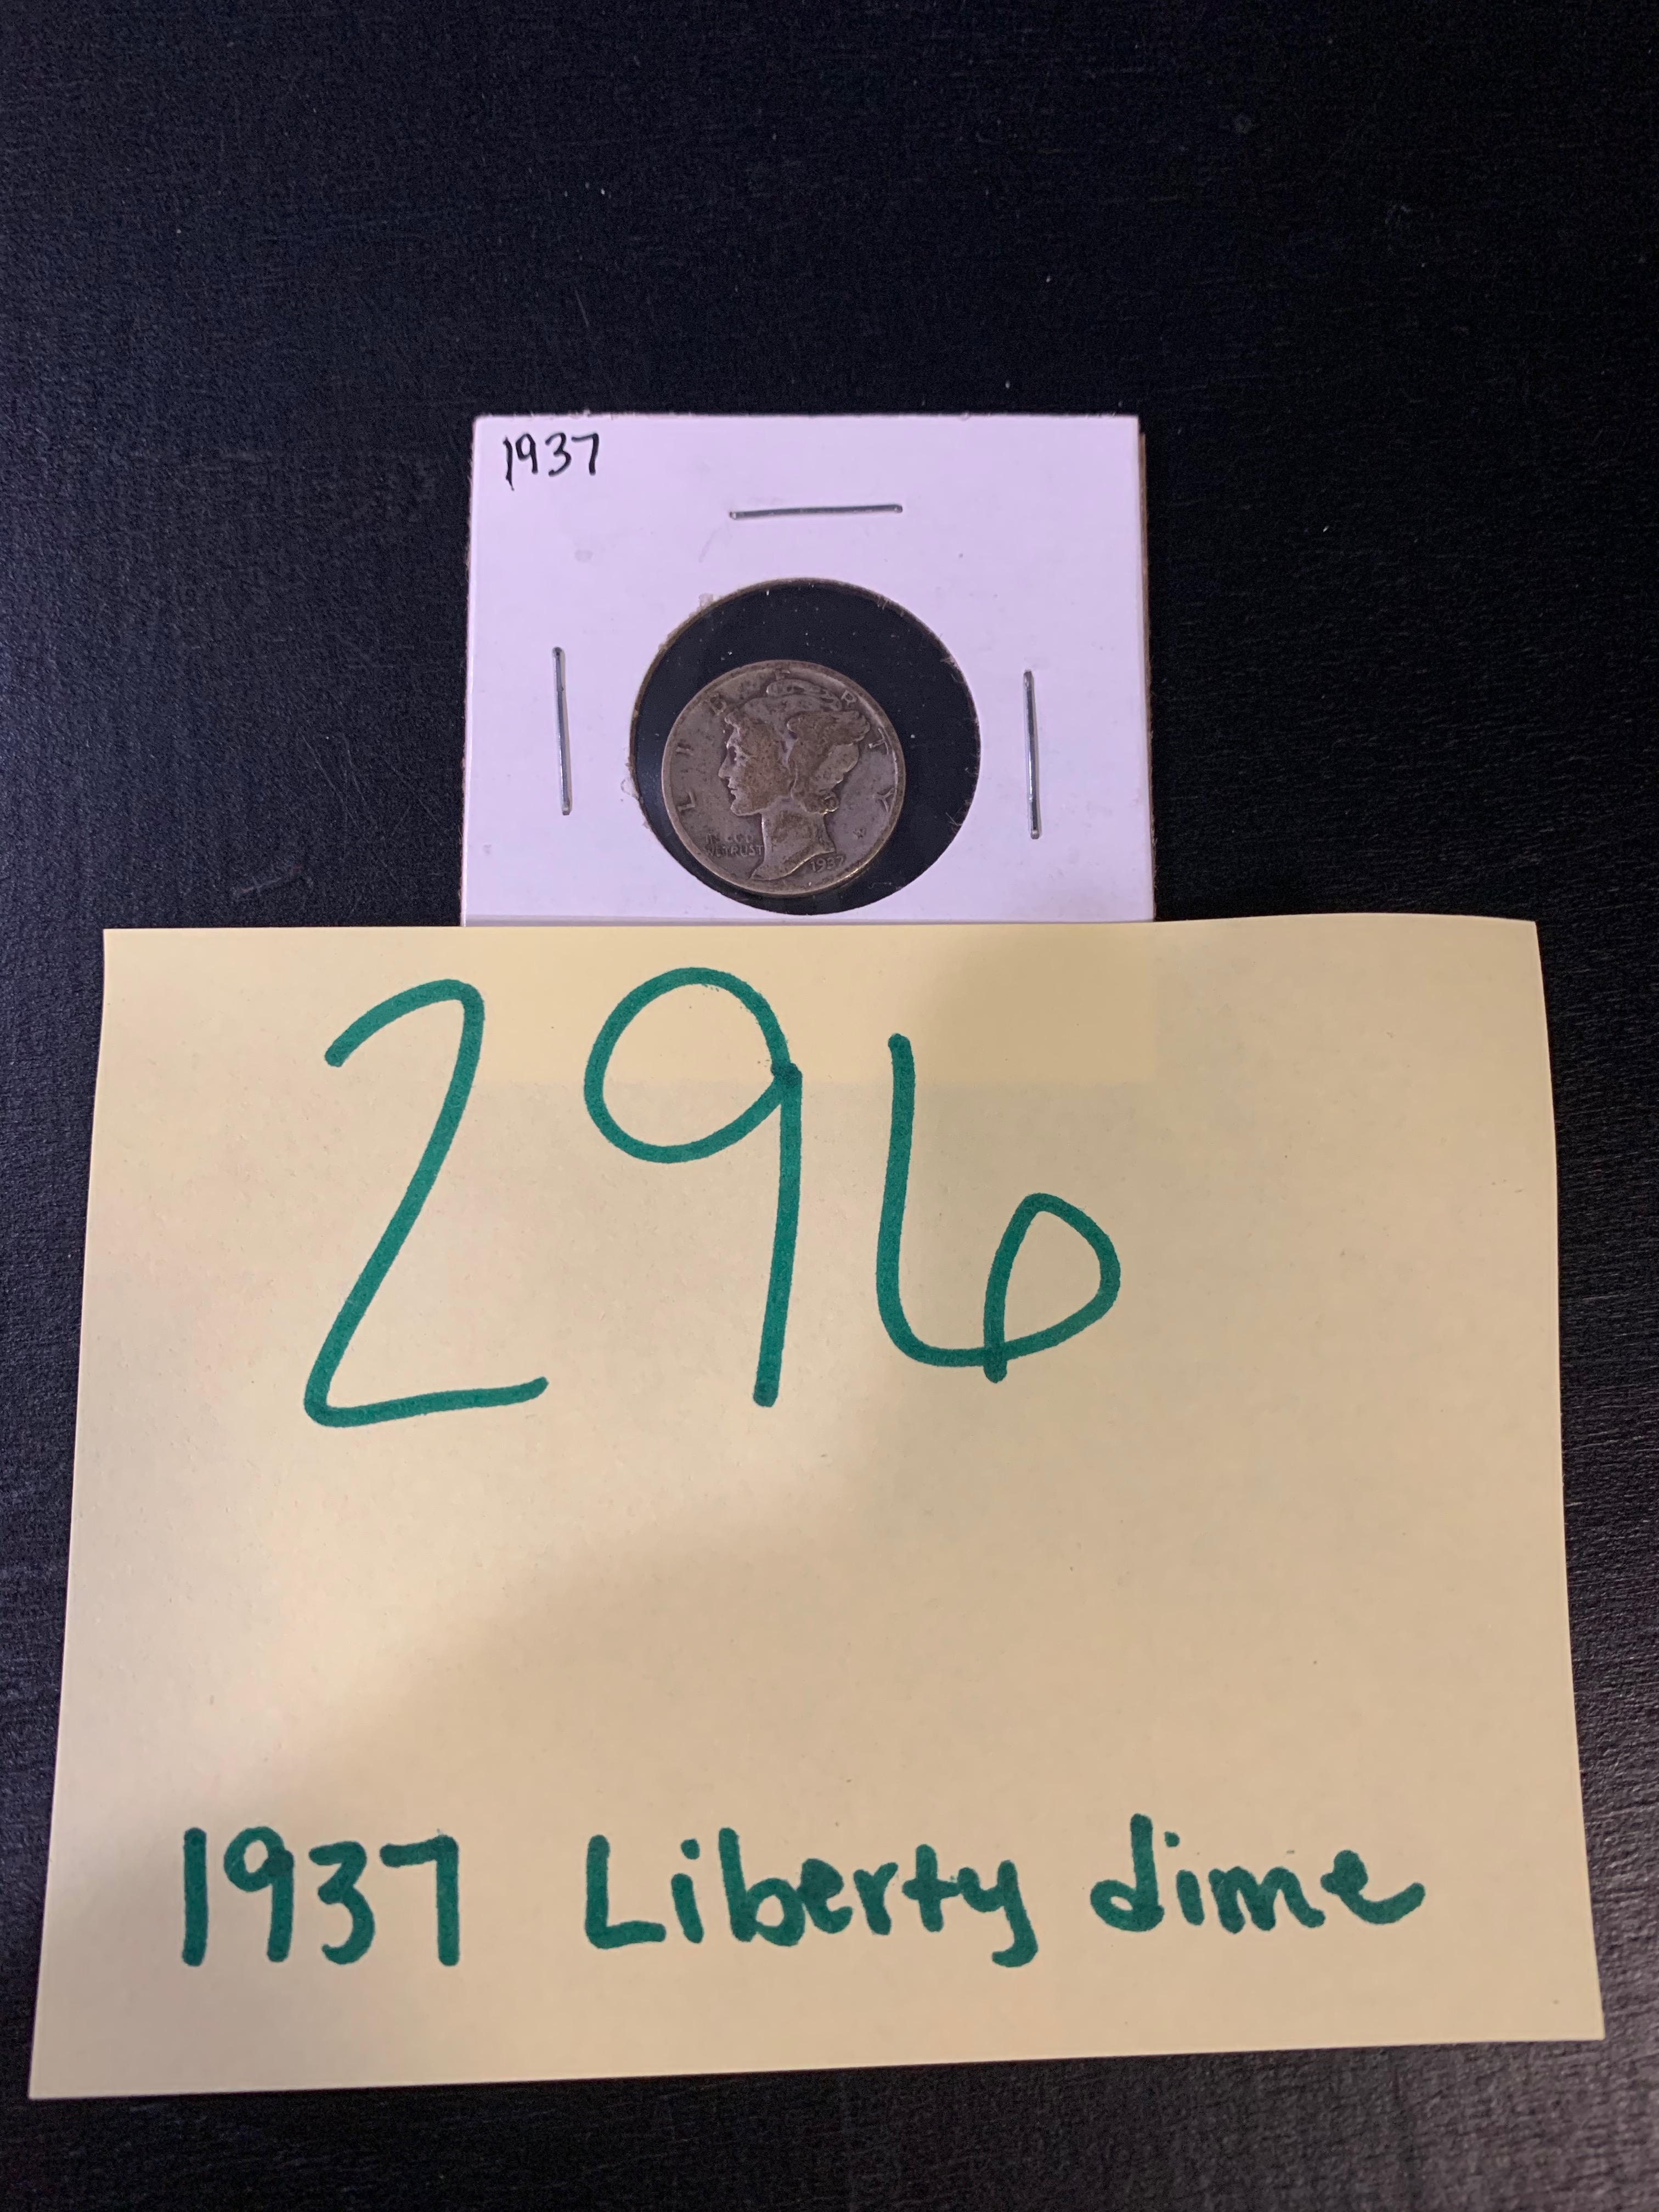 1937
LIBERTY
IN GOD
WE TRUST
1937
296
1937 Liberty dime